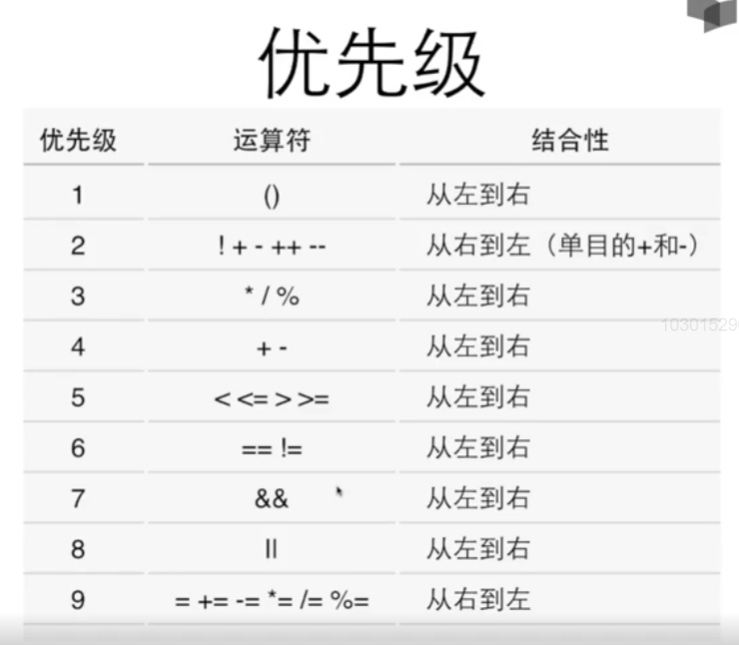 优先级
优先级 运算符 结合性
1 () 从左到右
2 ! + - ++ -- 从右到左（单目的+和-）
3 * / % 从左到右
4 + - 从左到右
5 < <= > >= 从左到右
6 == != 从左到右
7 && 从左到右
8 || 从左到右
9 = += -= *= /= %= 从右到左